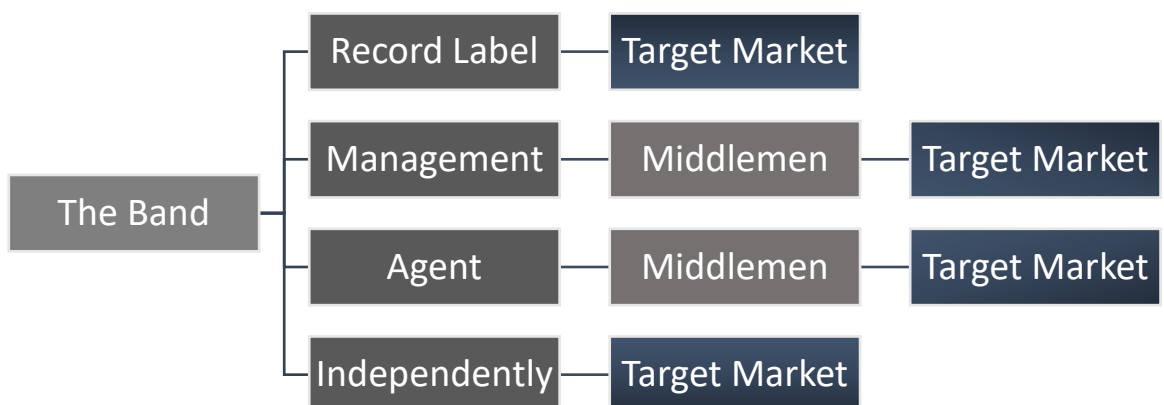 Record Label
Target Market
Management
Middlemen
Target Market
The Band
Agent
Middlemen
Target Market
Independently
Target Market